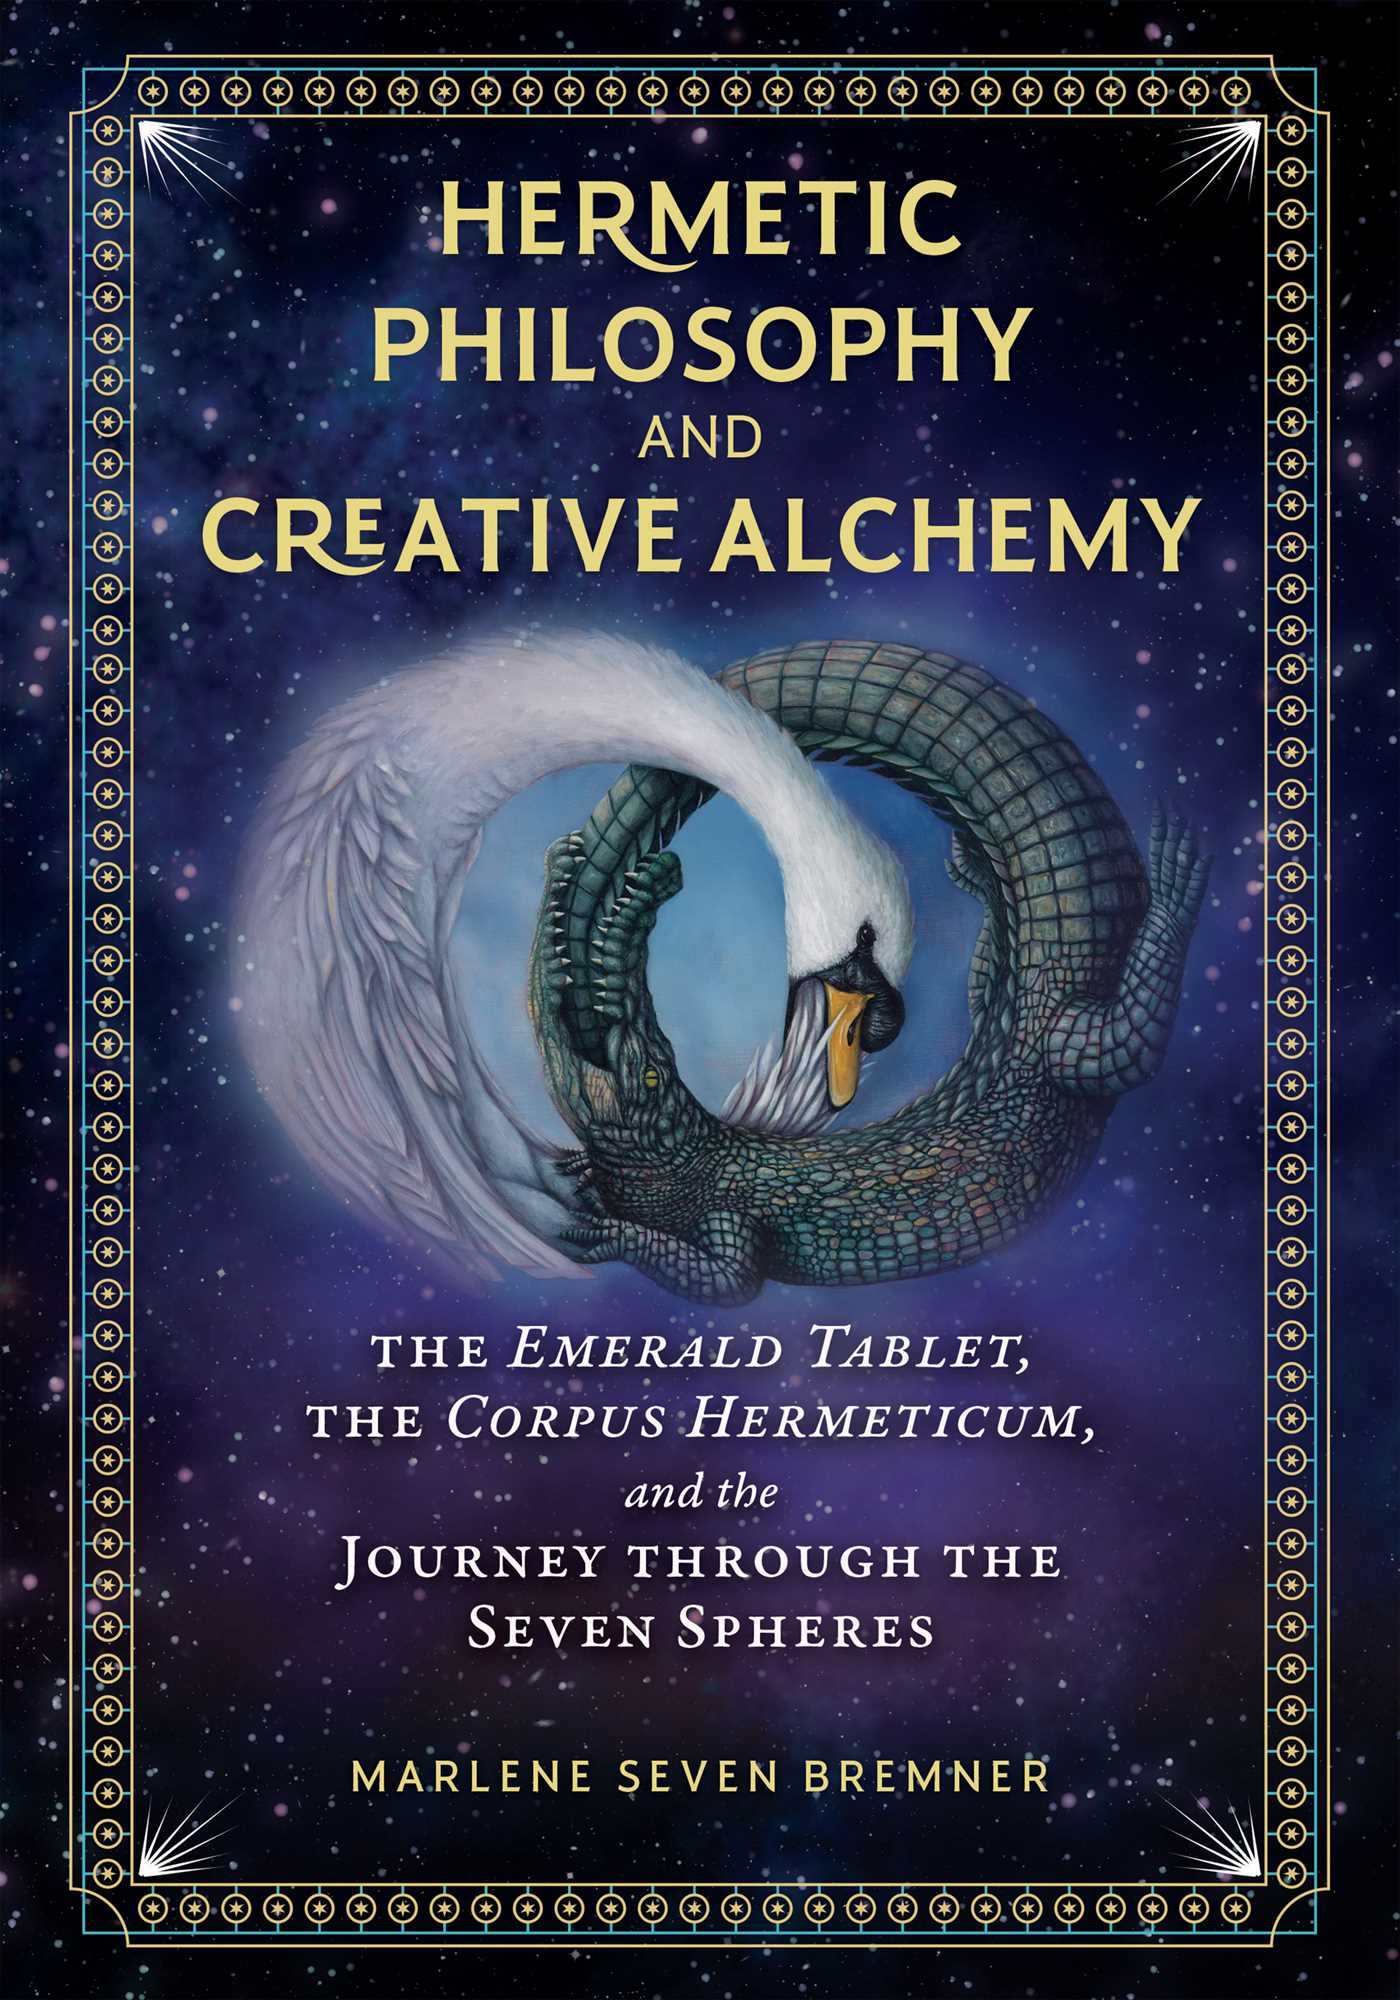 HERMETIC
PHILOSOPHY
AND
CREATIVE ALCHEMY
THE EMERALD TABLET,
THE CORPUS HERMETICUM,
and the
JOURNEY THROUGH THE
SEVEN SPHERES
MARLENE SEVEN BREMNER